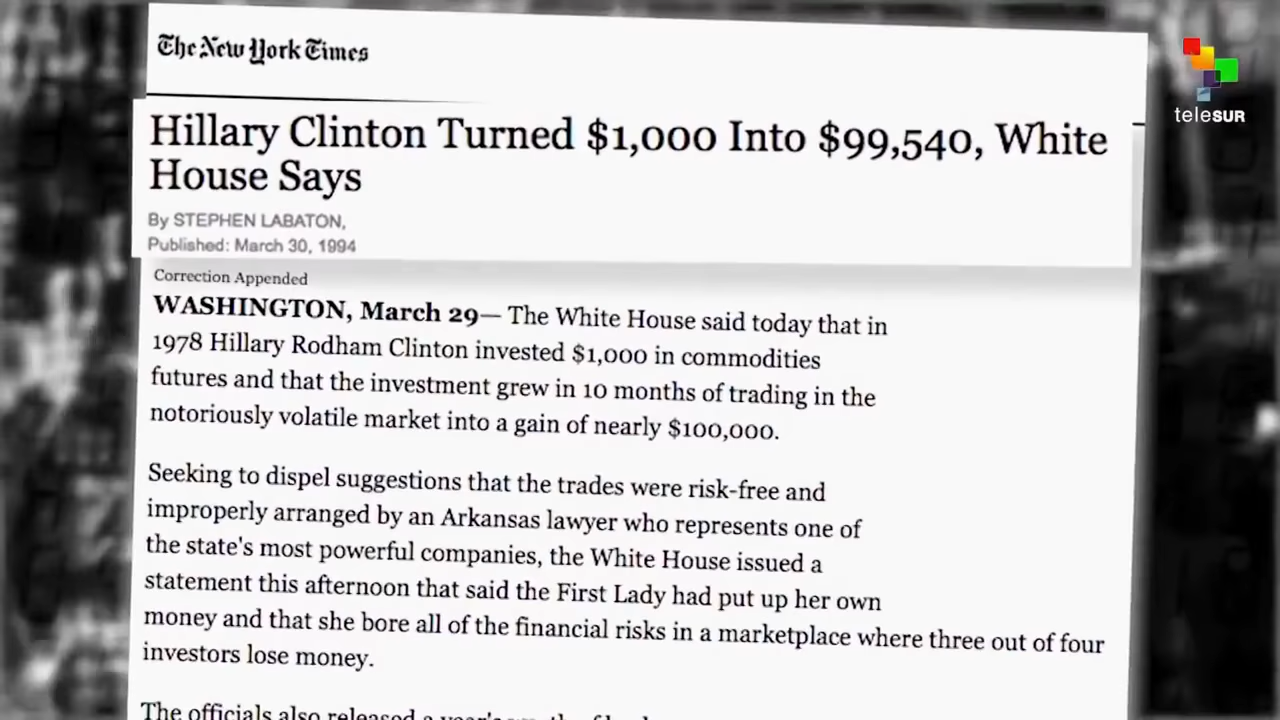 The New York Times
teleSUR
Hillary Clinton Turned $1,000 Into $99,540, White
House Says
By STEPHEN LABATON,
Published: March 30, 1994
Correction Appended
WASHINGTON, March 29— The White House said today that in
1978 Hillary Rodham Clinton invested $1,000 in commodities
futures and that the investment grew in 10 months of trading in the
notoriously volatile market into a gain of nearly $100,000.
Seeking to dispel suggestions that the trades were risk-free and
improperly arranged by an Arkansas lawyer who represents one of
the state's most powerful companies, the White House issued a
statement this afternoon that said the First Lady had put up her own
money and that she bore all of the financial risks in a marketplace where three out of four
investors lose money.
The officials also released a year's